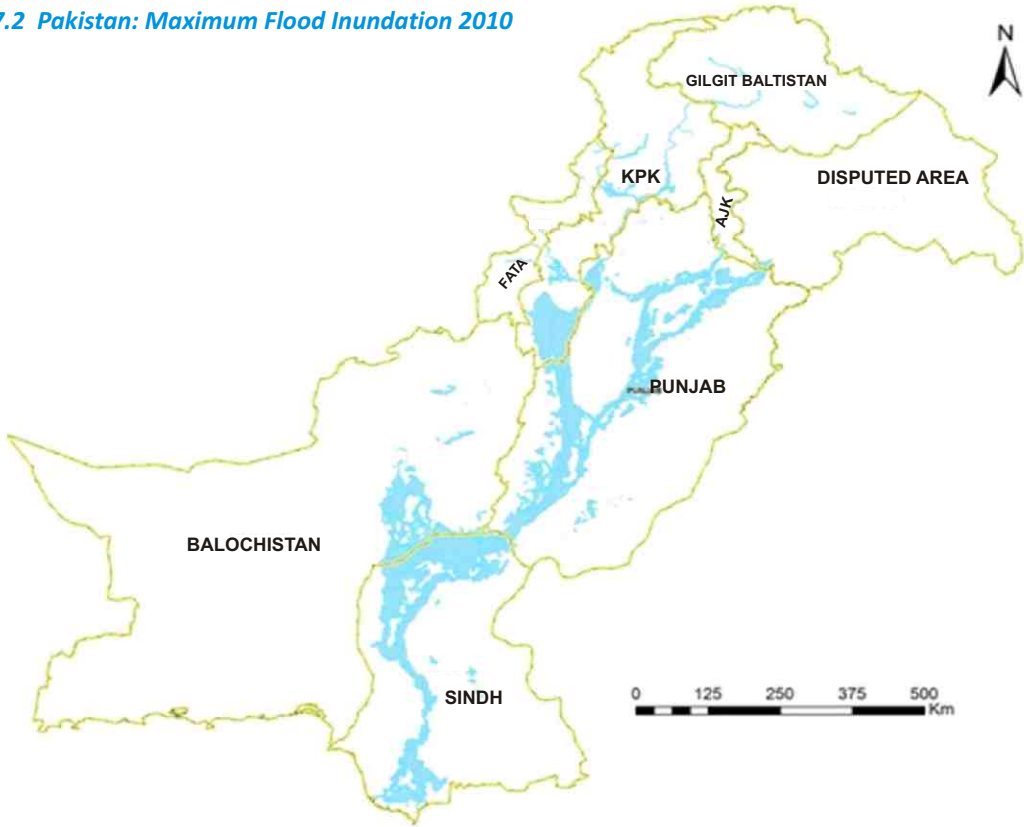 7.2 Pakistan: Maximum Flood Inundation 2010
N
GILGIT BALTISTAN
KPK
DISPUTED AREA
AJK
FATA
PUNJAB
PUNJAB
BALOCHISTAN
SINDH
0 125 250 375 500
Km